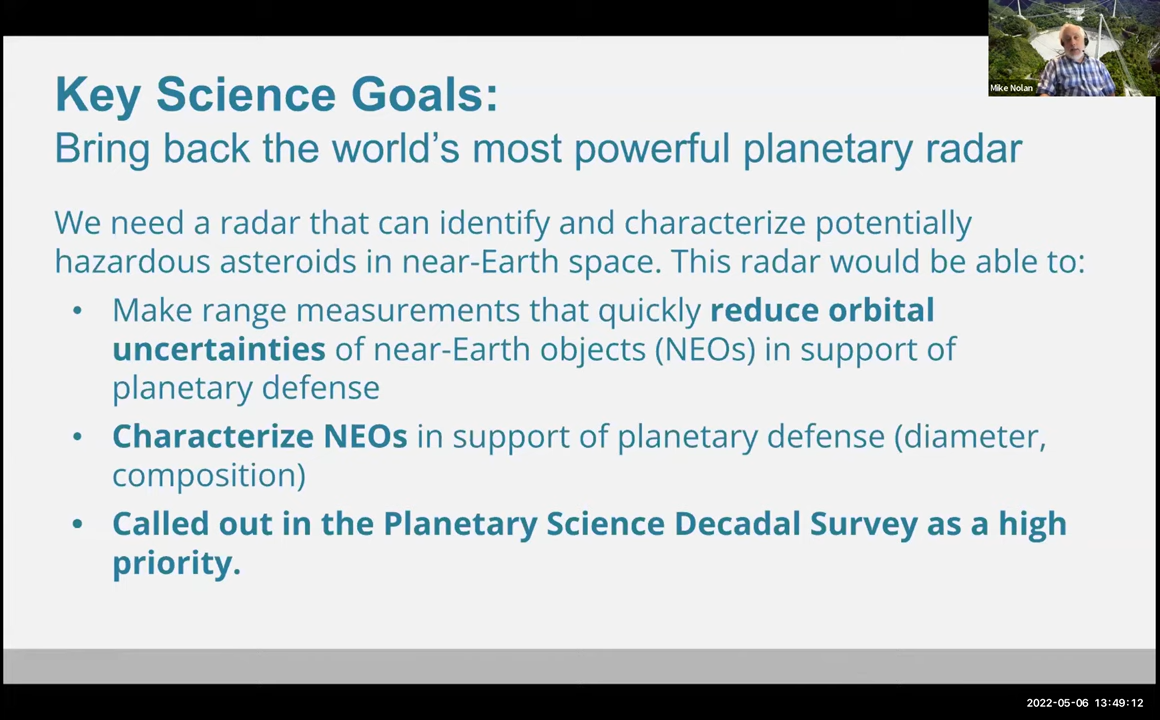 Key Science Goals:
Bring back the world's most powerful planetary radar
We need a radar that can identify and characterize potentially
hazardous asteroids in near-Earth space. This radar would be able to:
• Make range measurements that quickly reduce orbital
uncertainties of near-Earth objects (NEOs) in support of
planetary defense
• Characterize NEOs in support of planetary defense (diameter,
composition)
• Called out in the Planetary Science Decadal Survey as a high
priority.
Mike Nolan
2022-05-06 13:49:12